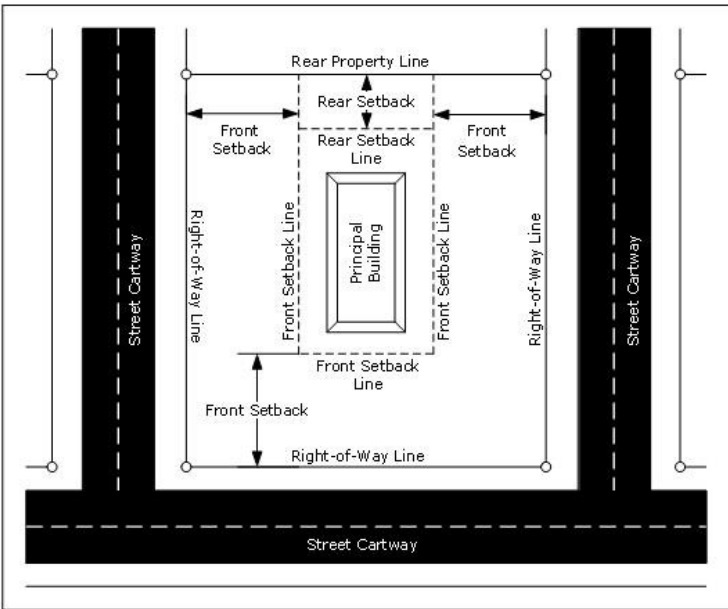 Rear Property Line
Rear Setback
Front
Setback
Front
Setback
Rear Setback
Line
Street Cartway
Right-of-Way Line
Front Setback Line
Principal
Building
Front Setback Line
Right-of-Way Line
Street Cartway
Front Setback
Line
Front Setback
Right-of-Way Line
Street Cartway